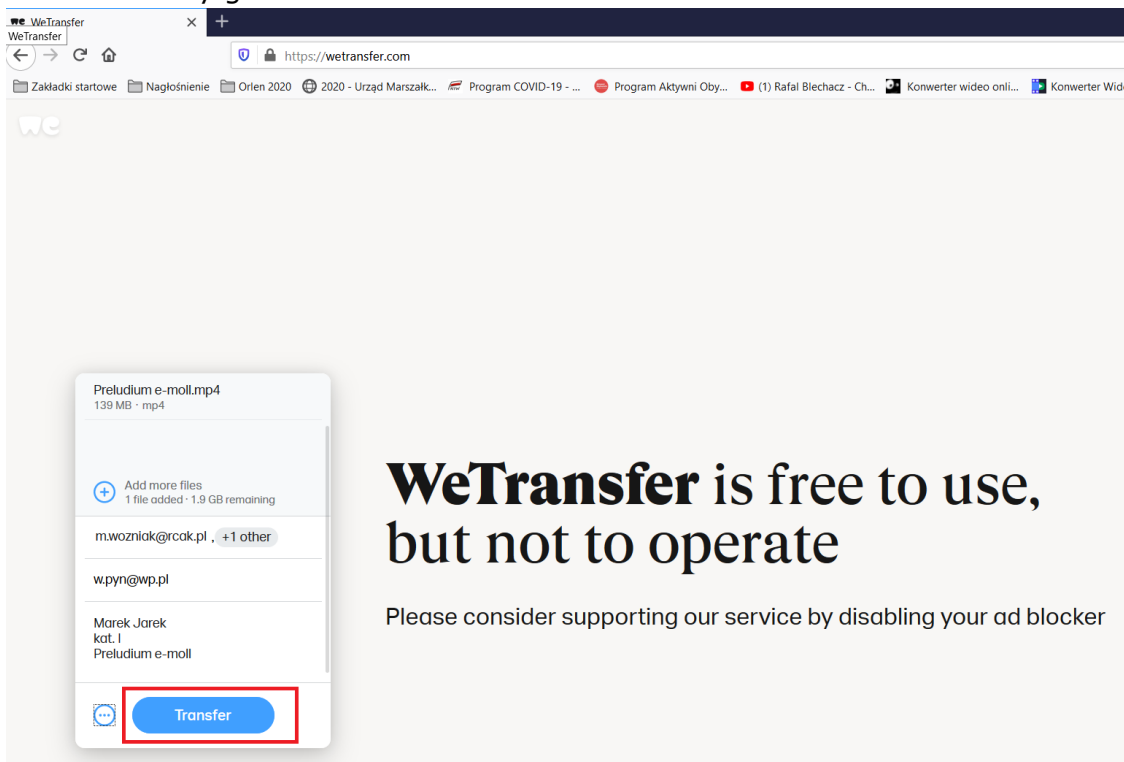 WeTransfer
WeTransfer
https://wetransfer.com
Zakładki startowe Nagłośnienie Orlen 2020 2020 - Urząd Marszałk... Program COVID-19 - ... Program Aktywni Oby... (1) Rafal Blechacz - Ch... Konwerter wideo onli... Konwerter Wid
we
Preludium e-moll.mp4
139 MB · mp4
Add more files
1 file added · 1.9 GB remaining
m.wozniak@rcak.pl , +1 other
w.pyn@wp.pl
Marek Jarek
kat. I
Preludium e-moll
Transfer
WeTransfer is free to use,
but not to operate
Please consider supporting our service by disabling your ad blocker